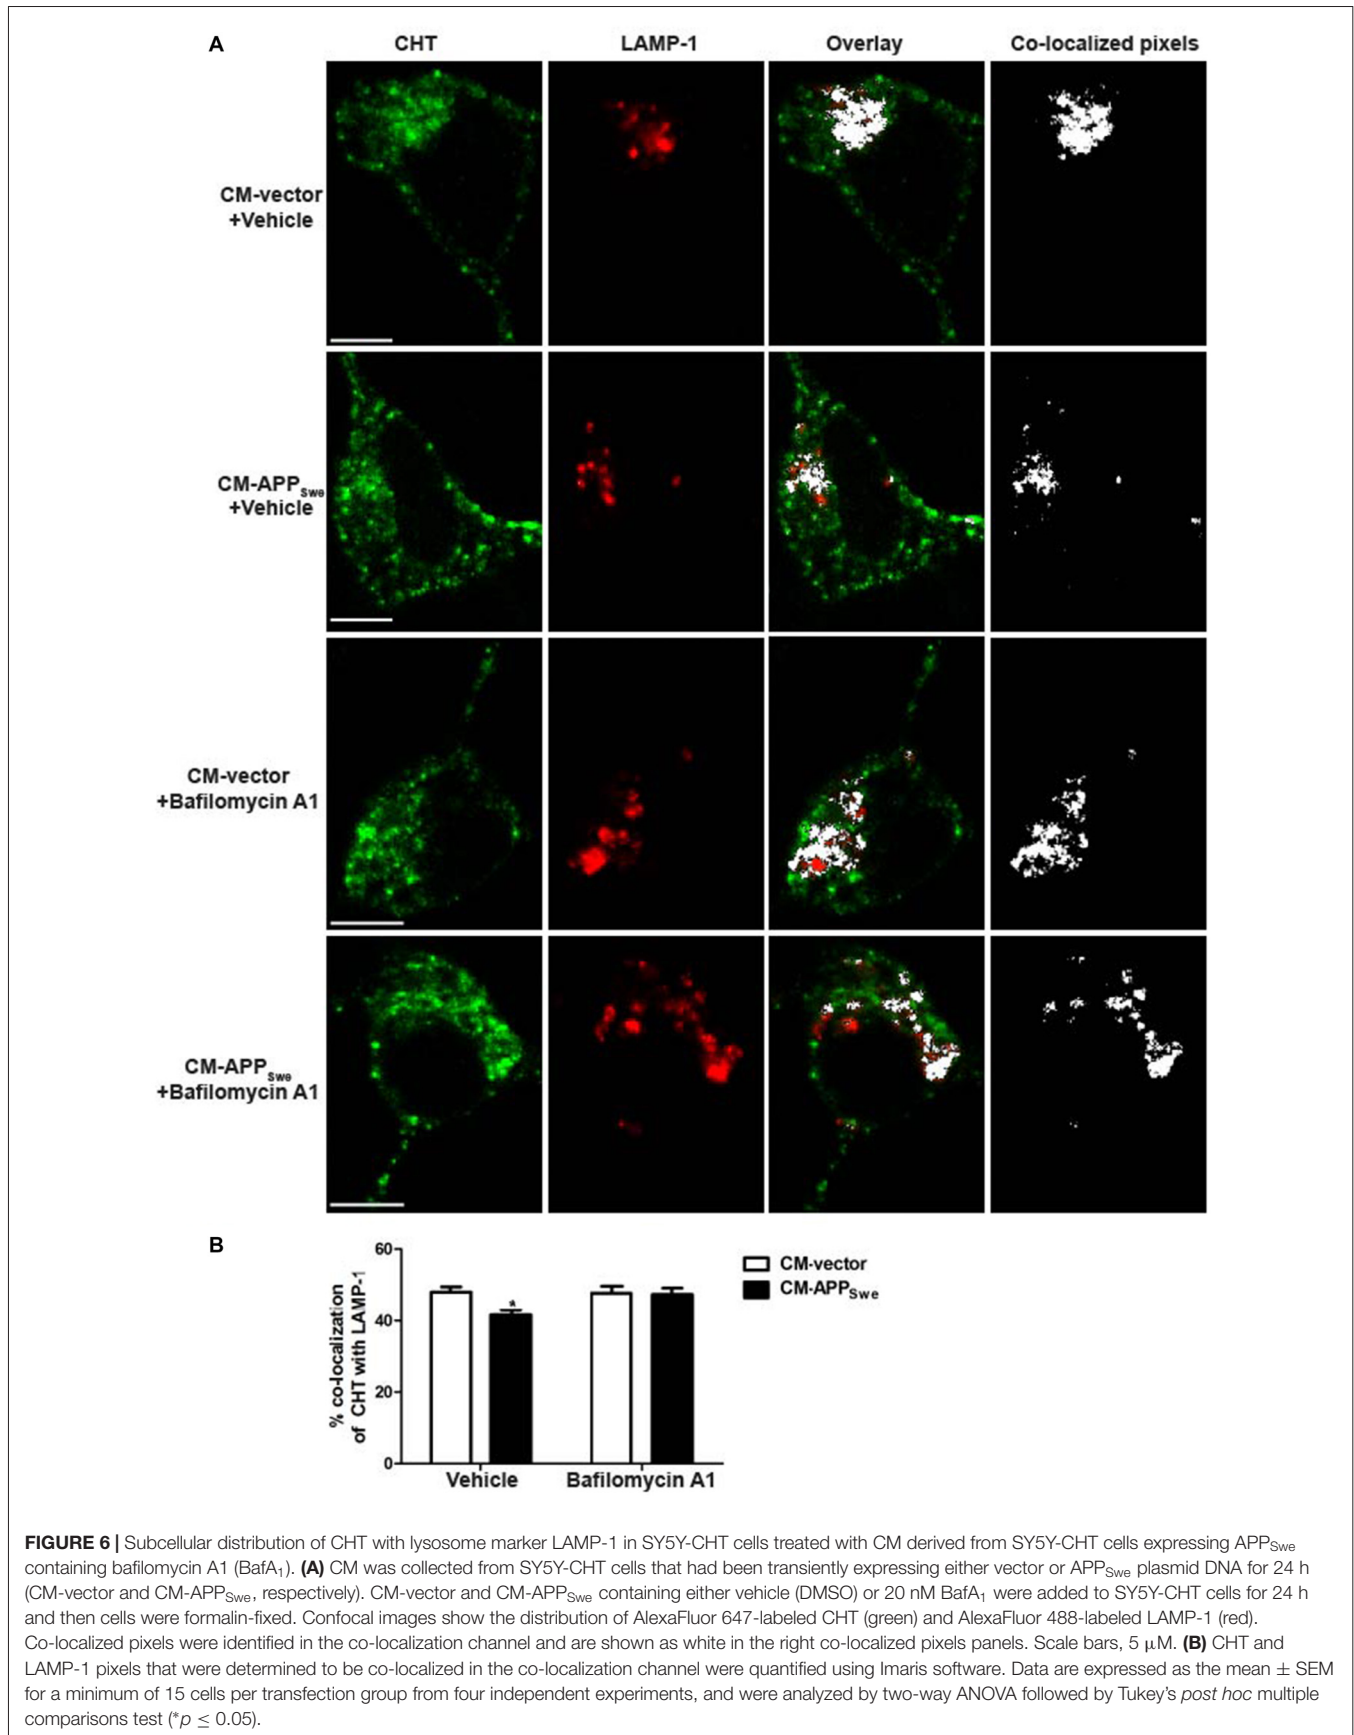 A
CHT LAMP-1 Overlay Co-localized pixels
CM-vector
+Vehicle
CM-APPSwe
+Vehicle
CM-vector
+Bafilomycin A1
CM-APPSwe
+Bafilomycin A1
B
% co-localization
of CHT with LAMP-1
60
40
20
0
*
Vehicle Bafilomycin A1
CM-vector
CM-APPSwe
FIGURE 6 | Subcellular distribution of CHT with lysosome marker LAMP-1 in SY5Y-CHT cells treated with CM derived from SY5Y-CHT cells expressing APPSwe
containing bafilomycin A1 (BafA1). (A) CM was collected from SY5Y-CHT cells that had been transiently expressing either vector or APPSwe plasmid DNA for 24 h
(CM-vector and CM-APPSwe, respectively). CM-vector and CM-APPSwe containing either vehicle (DMSO) or 20 nM BafA1 were added to SY5Y-CHT cells for 24 h
and then cells were formalin-fixed. Confocal images show the distribution of AlexaFluor 647-labeled CHT (green) and AlexaFluor 488-labeled LAMP-1 (red).
Co-localized pixels were identified in the co-localization channel and are shown as white in the right co-localized pixels panels. Scale bars, 5 μM. (B) CHT and
LAMP-1 pixels that were determined to be co-localized in the co-localization channel were quantified using Imaris software. Data are expressed as the mean ± SEM
for a minimum of 15 cells per transfection group from four independent experiments, and were analyzed by two-way ANOVA followed by Tukey's post hoc multiple
comparisons test (*p ≤ 0.05).